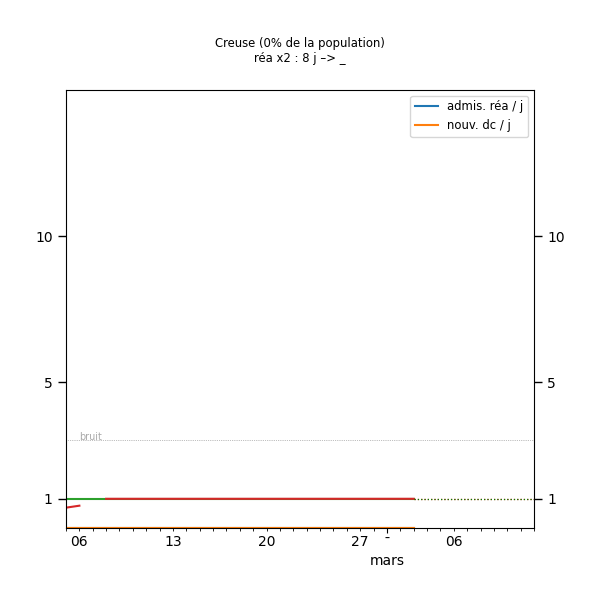 Creuse (0% de la population)
réa x2 : 8 j –> _
admis. réa / j
nouv. dc / j
10 10
5 5
bruit
1 1
06 13 20 27 - 06
mars